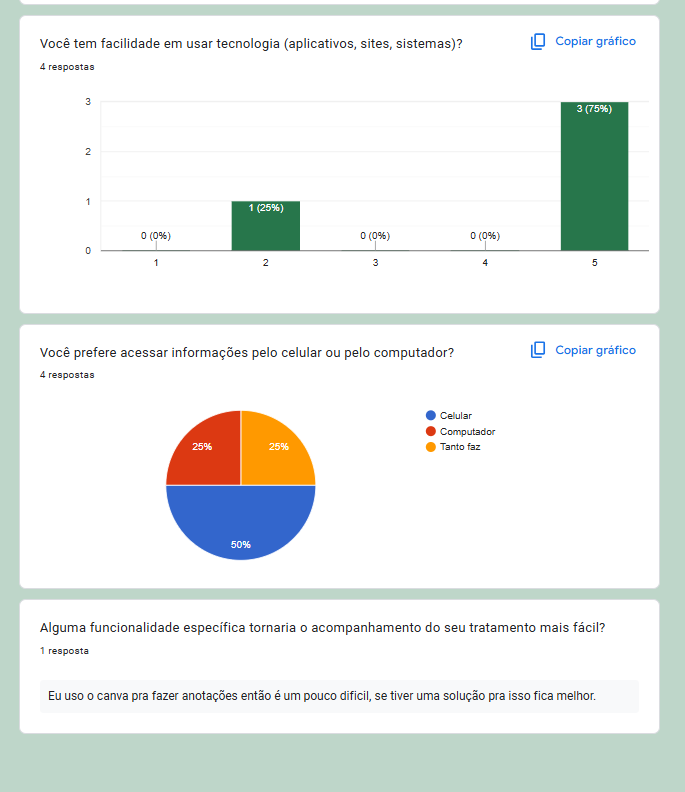 Você tem facilidade em usar tecnologia (aplicativos, sites, sistemas)?
Copiar gráfico
4 respostas
3
2
1
0
0 (0%)
1 (25%)
0 (0%)
0 (0%)
3 (75%)
1
2
3
4
5
Você prefere acessar informações pelo celular ou pelo computador?
Copiar gráfico
4 respostas
Celular
Computador
Tanto faz
25%
25%
50%
Alguma funcionalidade específica tornaria o acompanhamento do seu tratamento mais fácil?
1 resposta
Eu uso o canva pra fazer anotações então é um pouco dificil, se tiver uma solução pra isso fica melhor.